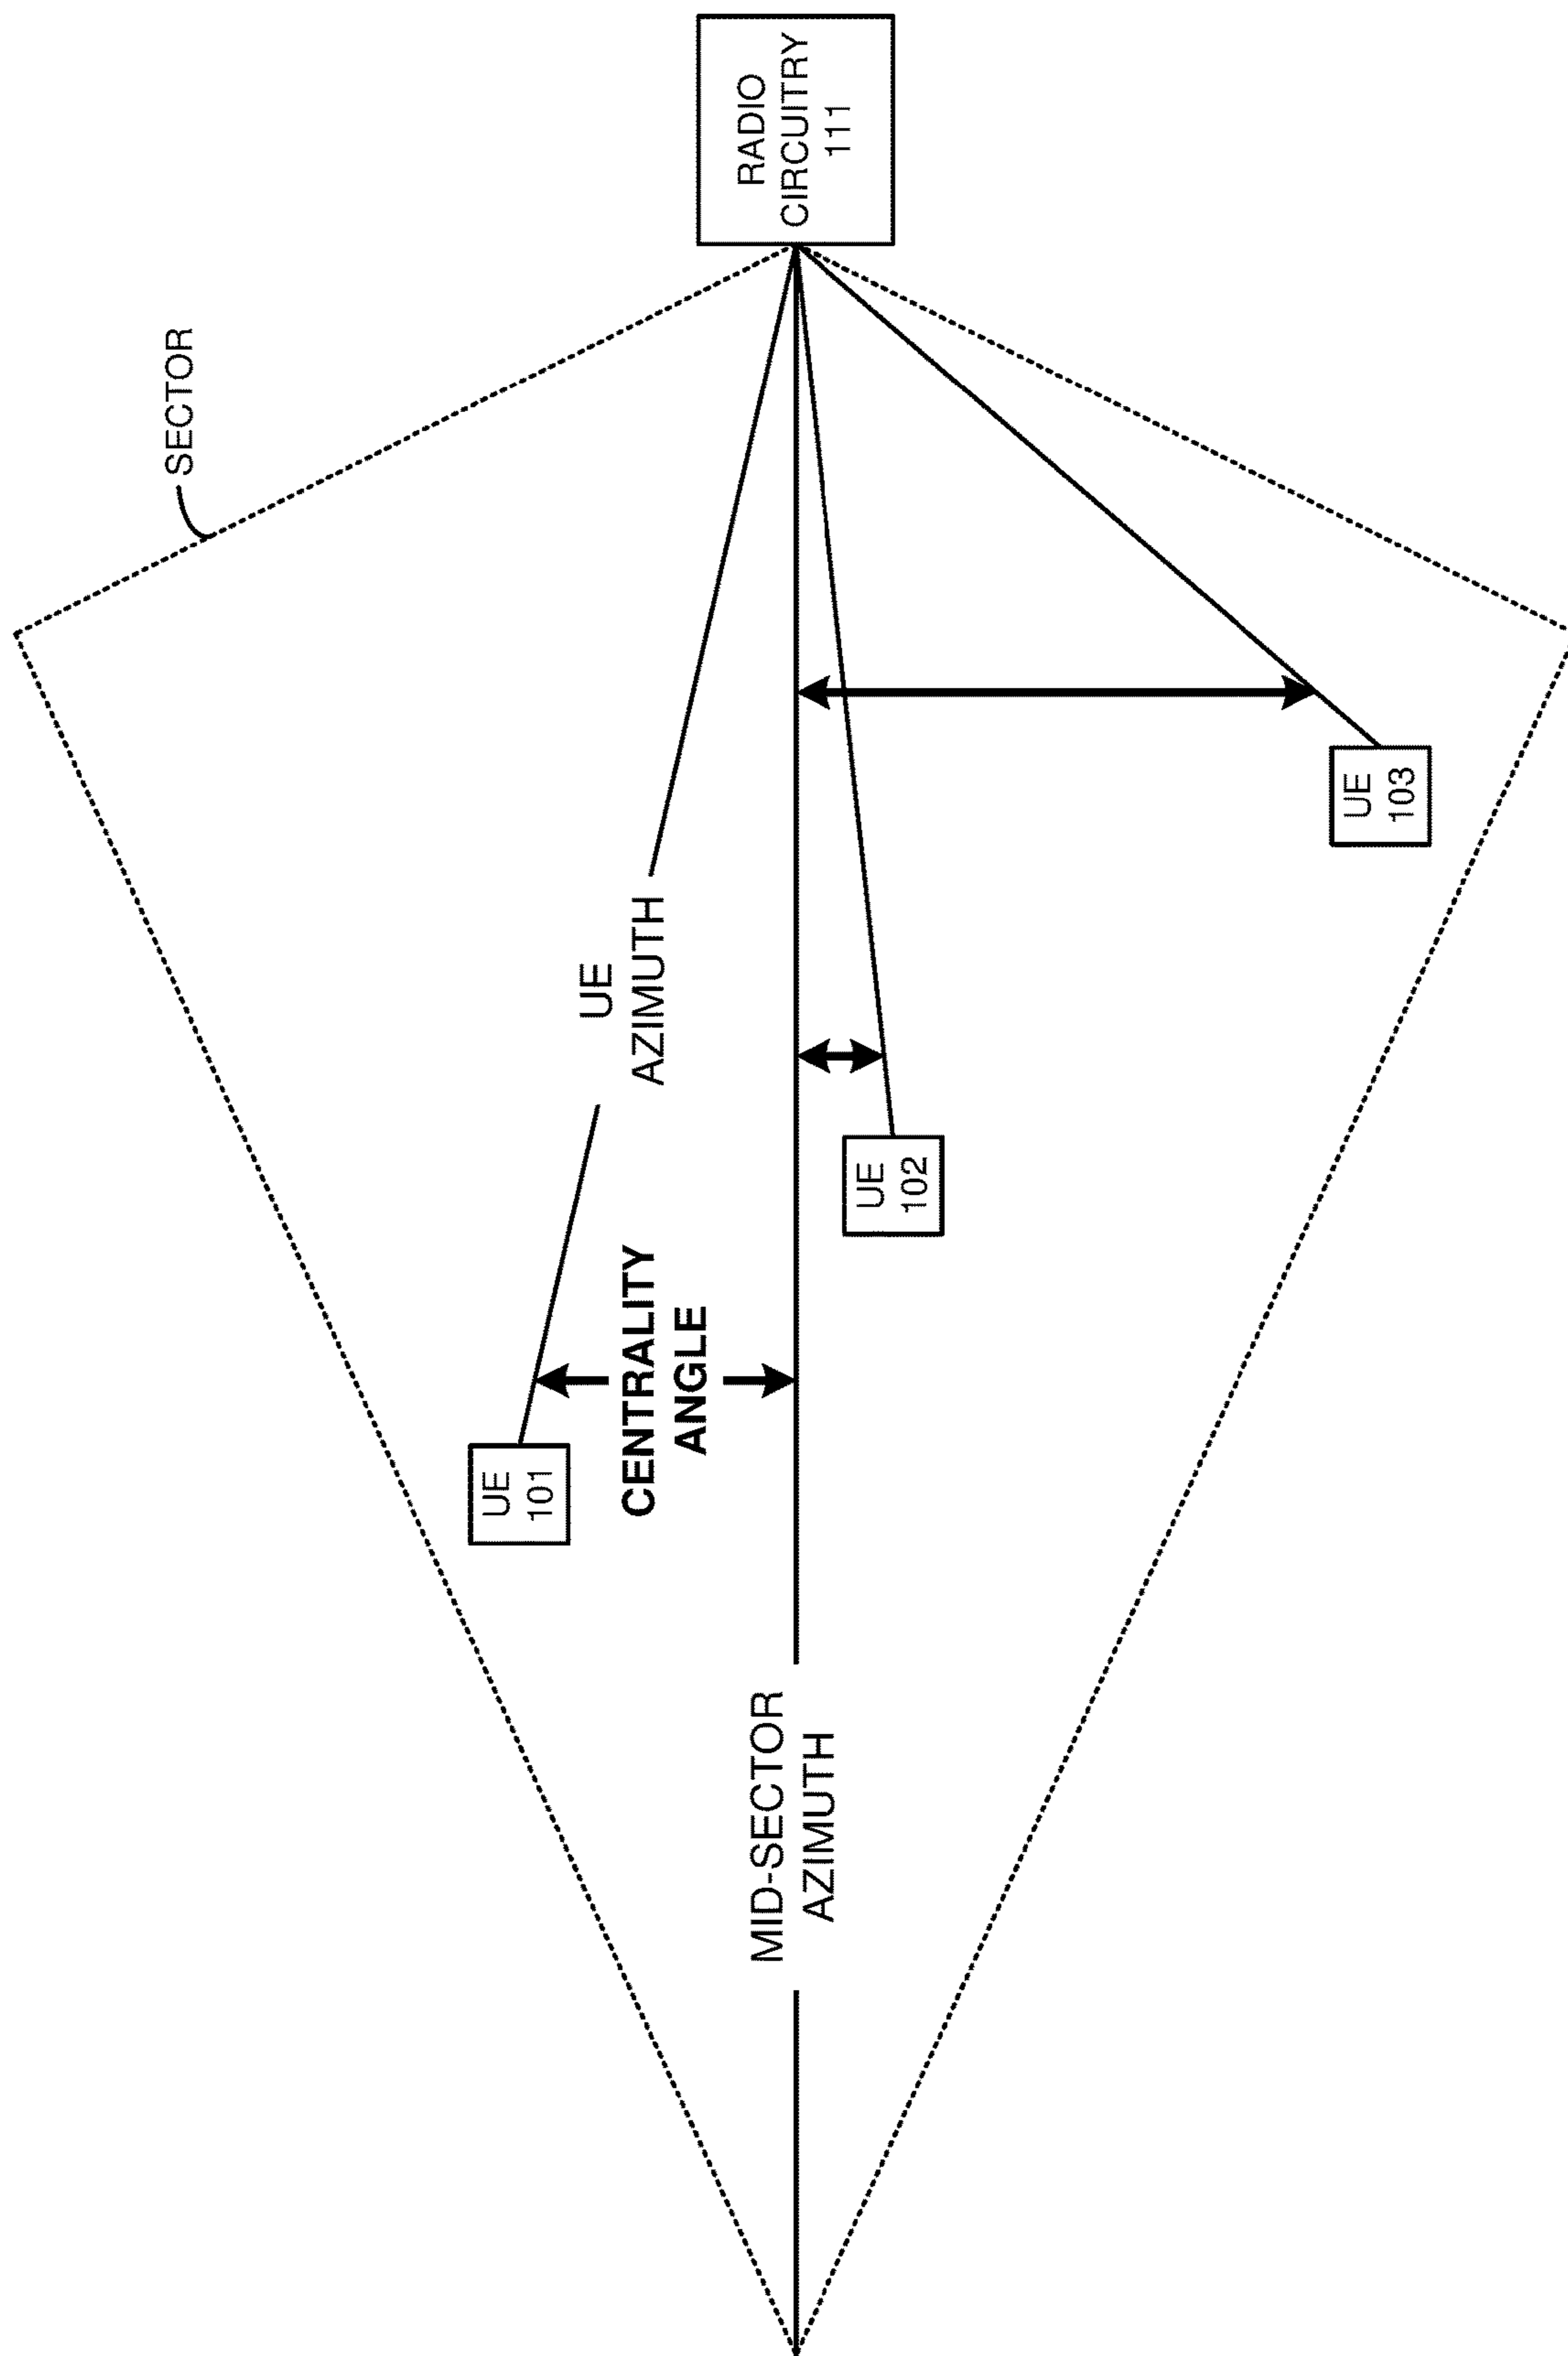 SECTOR
RADIO
CIRCUITRY
111
UE
AZIMUTH
CENTRALITY
ANGLE
UE
101
UE
102
UE
103
MID-SECTOR
AZIMUTH